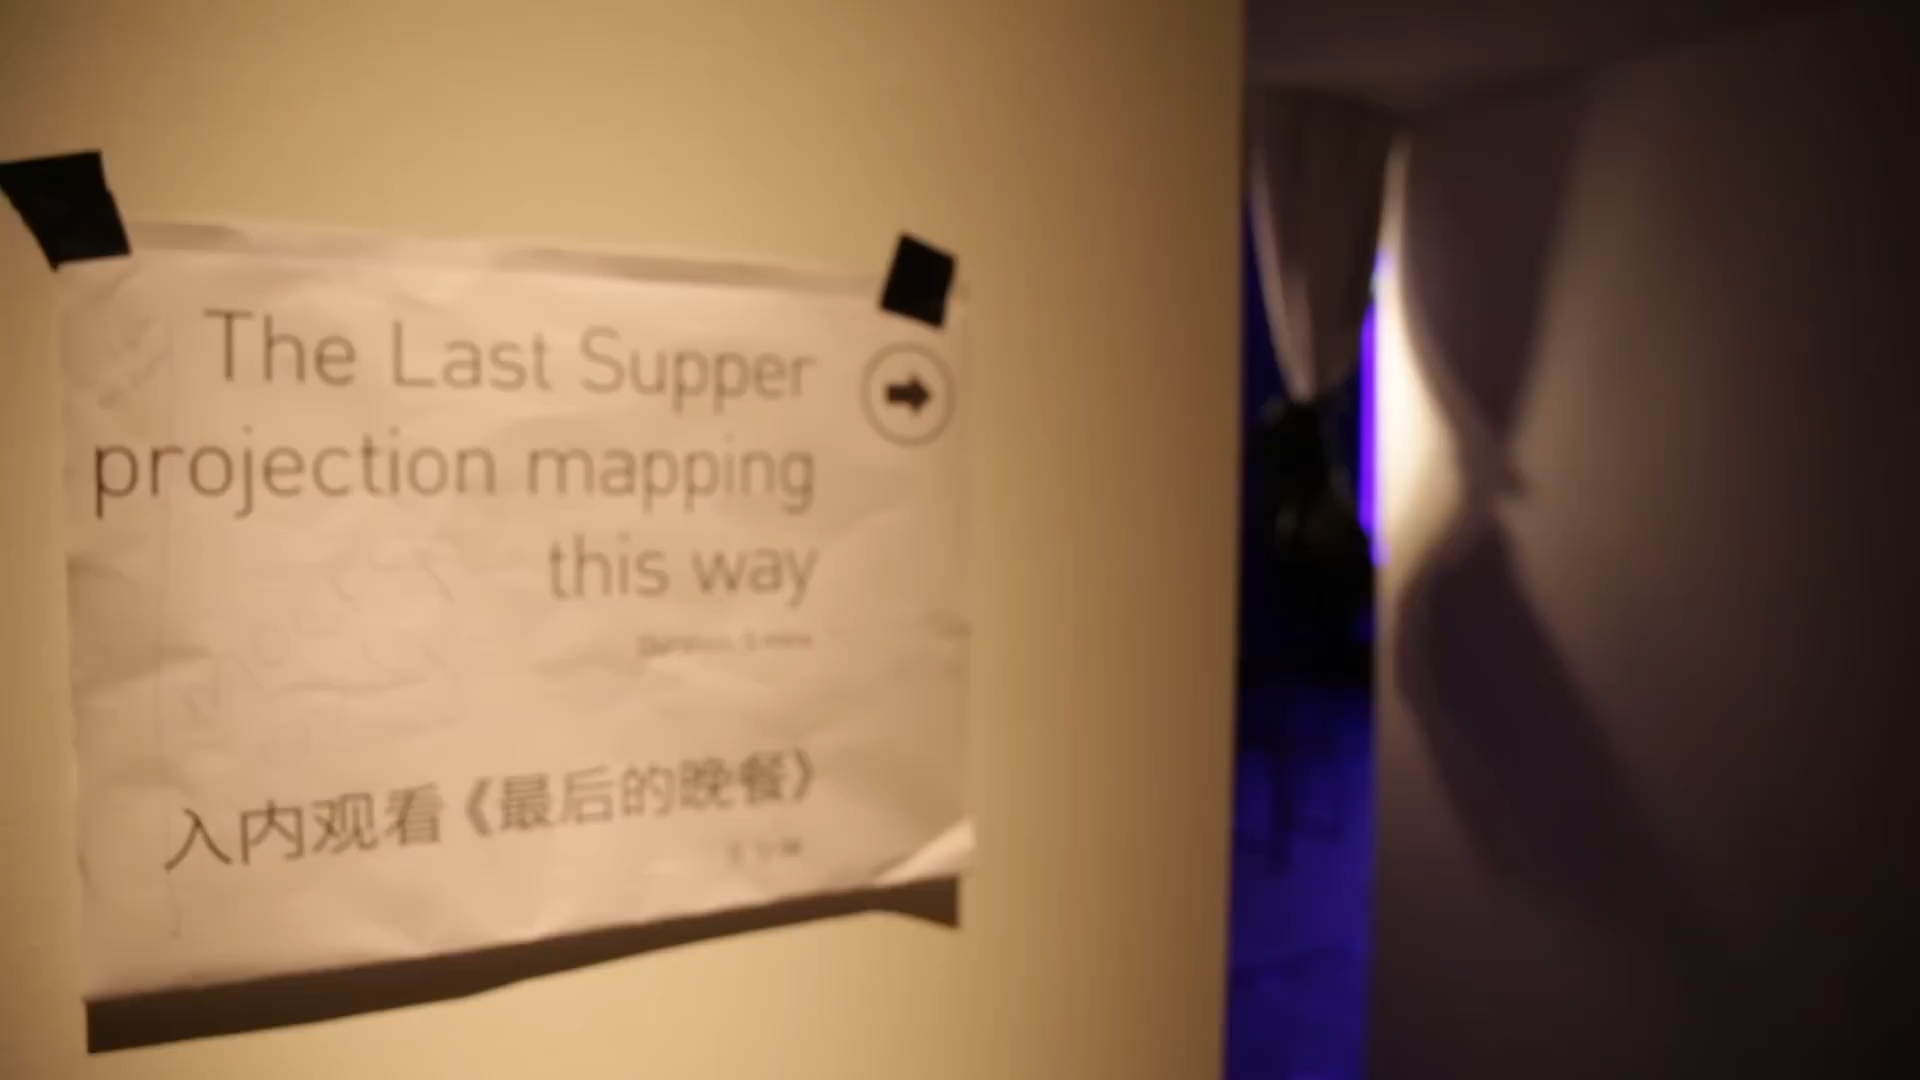 The Last Supper
projection mapping
this way
入内观看《最后的晚餐》